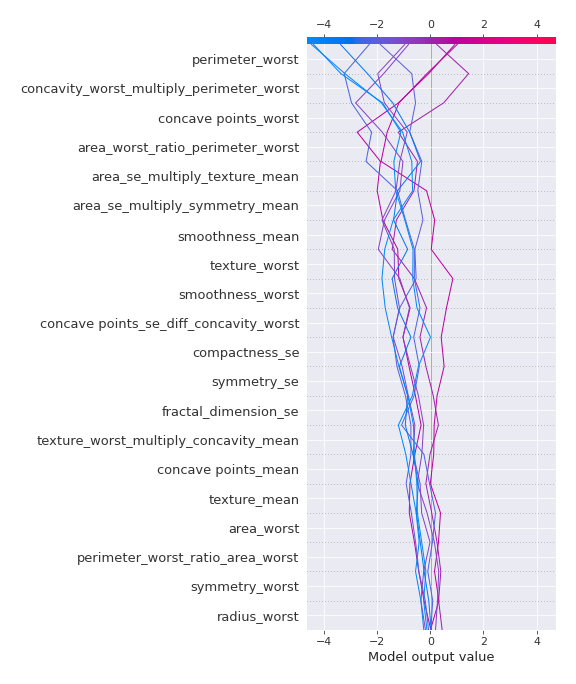 −4 −2 0 2 4
perimeter_worst
concavity_worst_multiply_perimeter_worst
concave points_worst
area_worst_ratio_perimeter_worst
area_se_multiply_texture_mean
area_se_multiply_symmetry_mean
smoothness_mean
texture_worst
smoothness_worst
concave points_se_diff_concavity_worst
compactness_se
symmetry_se
fractal_dimension_se
texture_worst_multiply_concavity_mean
concave points_mean
texture_mean
area_worst
perimeter_worst_ratio_area_worst
symmetry_worst
radius_worst
−4 −2 0 2 4
Model output value